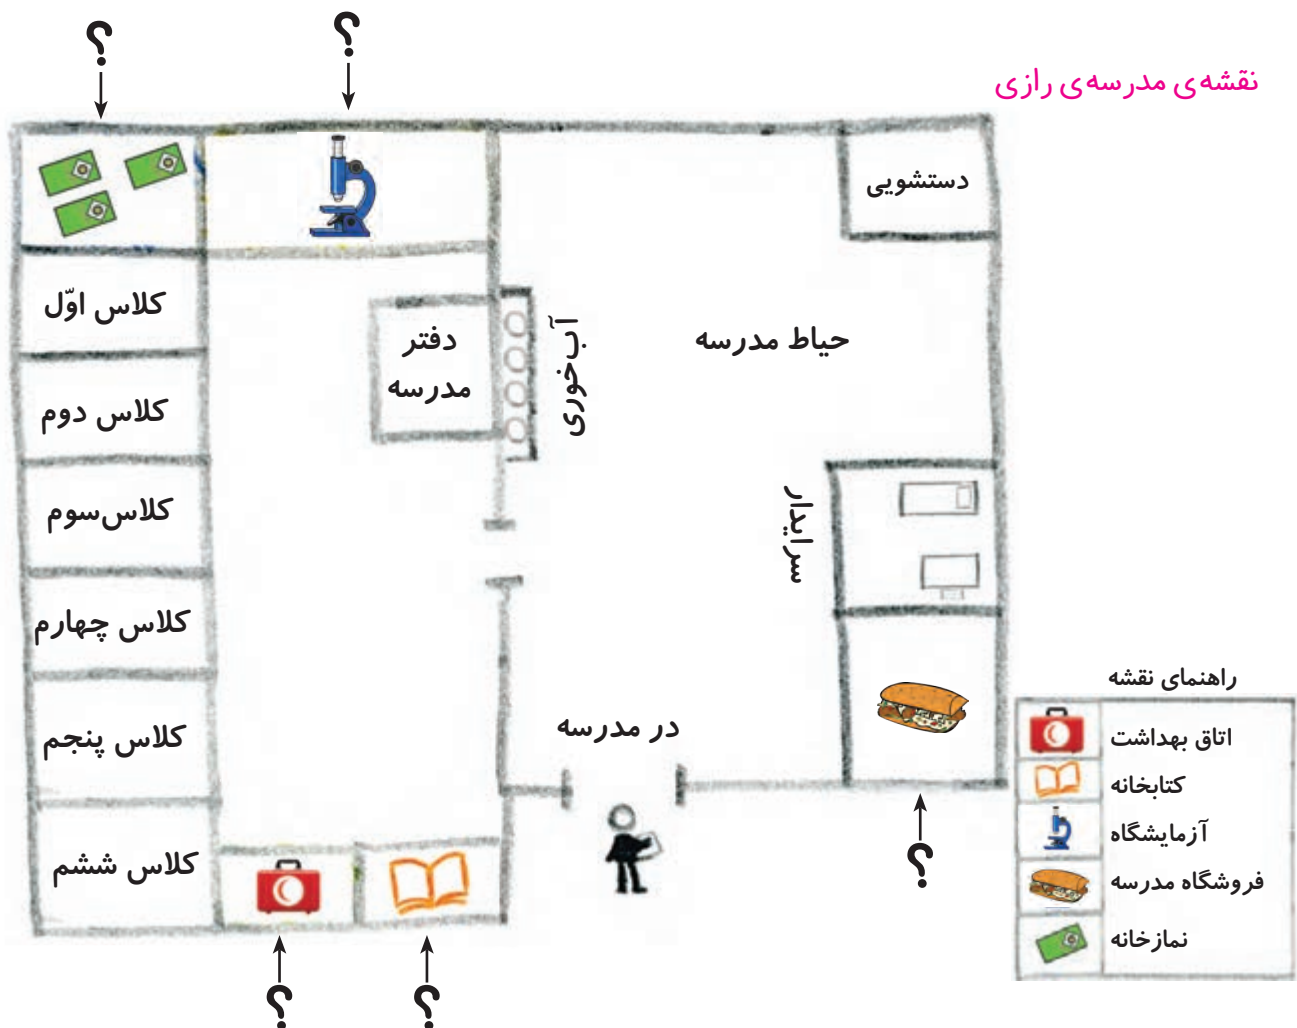 ؟
؟
نقشه‌ی مدرسه‌ی رازی
دستشویی
کلاس اوّل
دفتر
مدرسه
آب‌خوری
حیاط مدرسه
کلاس دوم
کلاس‌سوم
سرایدار
کلاس چهارم
کلاس پنجم
در مدرسه
کلاس ششم
؟
؟
؟
راهنمای نقشه
اتاق بهداشت
کتابخانه
آزمایشگاه
فروشگاه مدرسه
نمازخانه